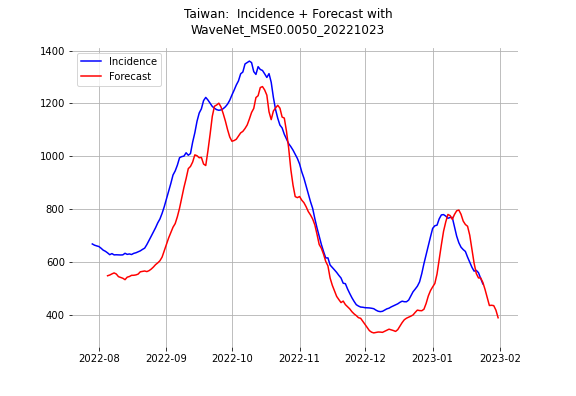 Taiwan:  Incidence + Forecast with
WaveNet_MSE0.0050_20221023
Incidence
Forecast
1400
1200
1000
800
600
400
2022-08 2022-09 2022-10 2022-11 2022-12 2023-01 2023-02